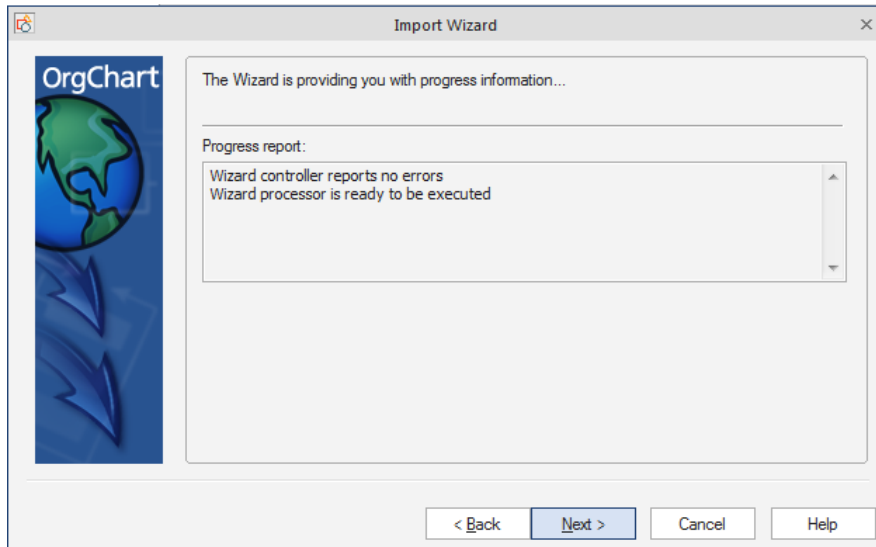 Import Wizard
OrgChart
The Wizard is providing you with progress information...
Progress report:
Wizard controller reports no errors
Wizard processor is ready to be executed
< Back
Next >
Cancel
Help